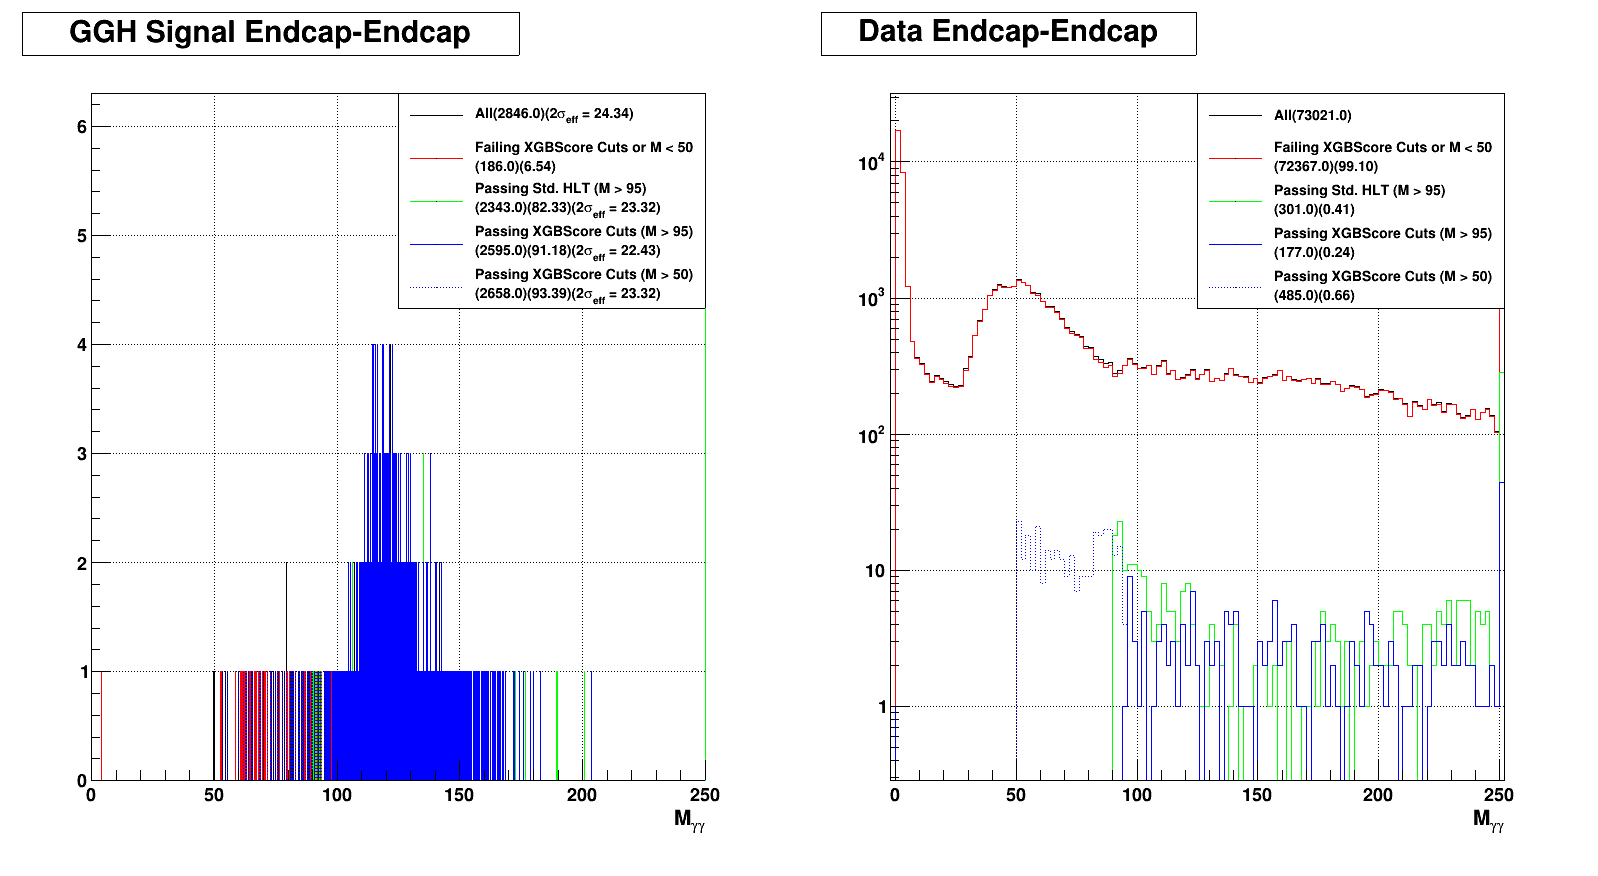 GGH Signal Endcap-Endcap
All(2846.0)(2σeff = 24.34)
Failing XGBScore Cuts or M < 50
(186.0)(6.54)
Passing Std. HLT (M > 95)
(2343.0)(82.33)(2σeff = 23.32)
Passing XGBScore Cuts (M > 95)
(2595.0)(91.18)(2σeff = 22.43)
Passing XGBScore Cuts (M > 50)
(2658.0)(93.39)(2σeff = 23.32)
6
5
4
3
2
1
0
0 50 100 150 200 250
Mγγ
Data Endcap-Endcap
All(73021.0)
Failing XGBScore Cuts or M < 50
(72367.0)(99.10)
Passing Std. HLT (M > 95)
(301.0)(0.41)
Passing XGBScore Cuts (M > 95)
(177.0)(0.24)
Passing XGBScore Cuts (M > 50)
(485.0)(0.66)
10⁴
10³
10²
10
1
0 50 100 150 200 250
Mγγ